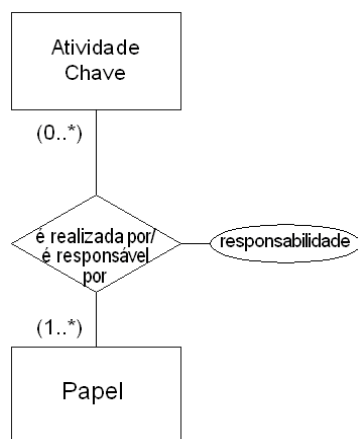 Atividade
Chave
(0..*)
é realizada por/
é responsável
por
responsabilidade
(1..*)
Papel